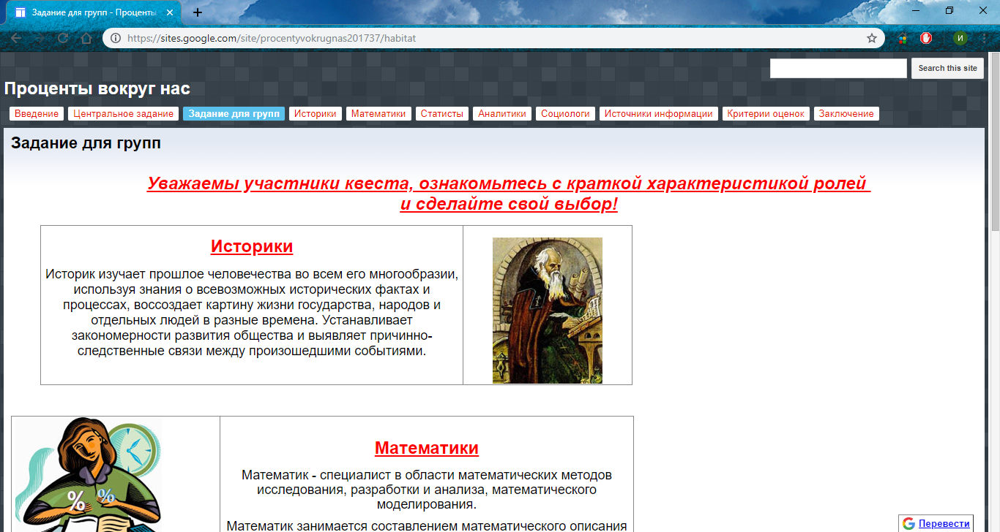 Задание для групп - Проценты
https://sites.google.com/site/procentyvokrugnas201737/habitat
И
Search this site
Проценты вокруг нас
Введение Центральное задание Задание для групп Историки Математики Статисты Аналитики Социологи Источники информации Критерии оценок Заключение
Задание для групп
Уважаемы участники квеста, ознакомьтесь с краткой характеристикой ролей
и сделайте свой выбор!
Историки
Историк изучает прошлое человечества во всем его многообразии,
используя знания о всевозможных исторических фактах и
процессах, воссоздает картину жизни государства, народов и
отдельных людей в разные времена. Устанавливает
закономерности развития общества и выявляет причинно-
следственные связи между произошедшими событиями.
Математики
Математик - специалист в области математических методов
исследования, разработки и анализа, математического
моделирования.
% %
Математик занимается составлением математического описания
Перевести